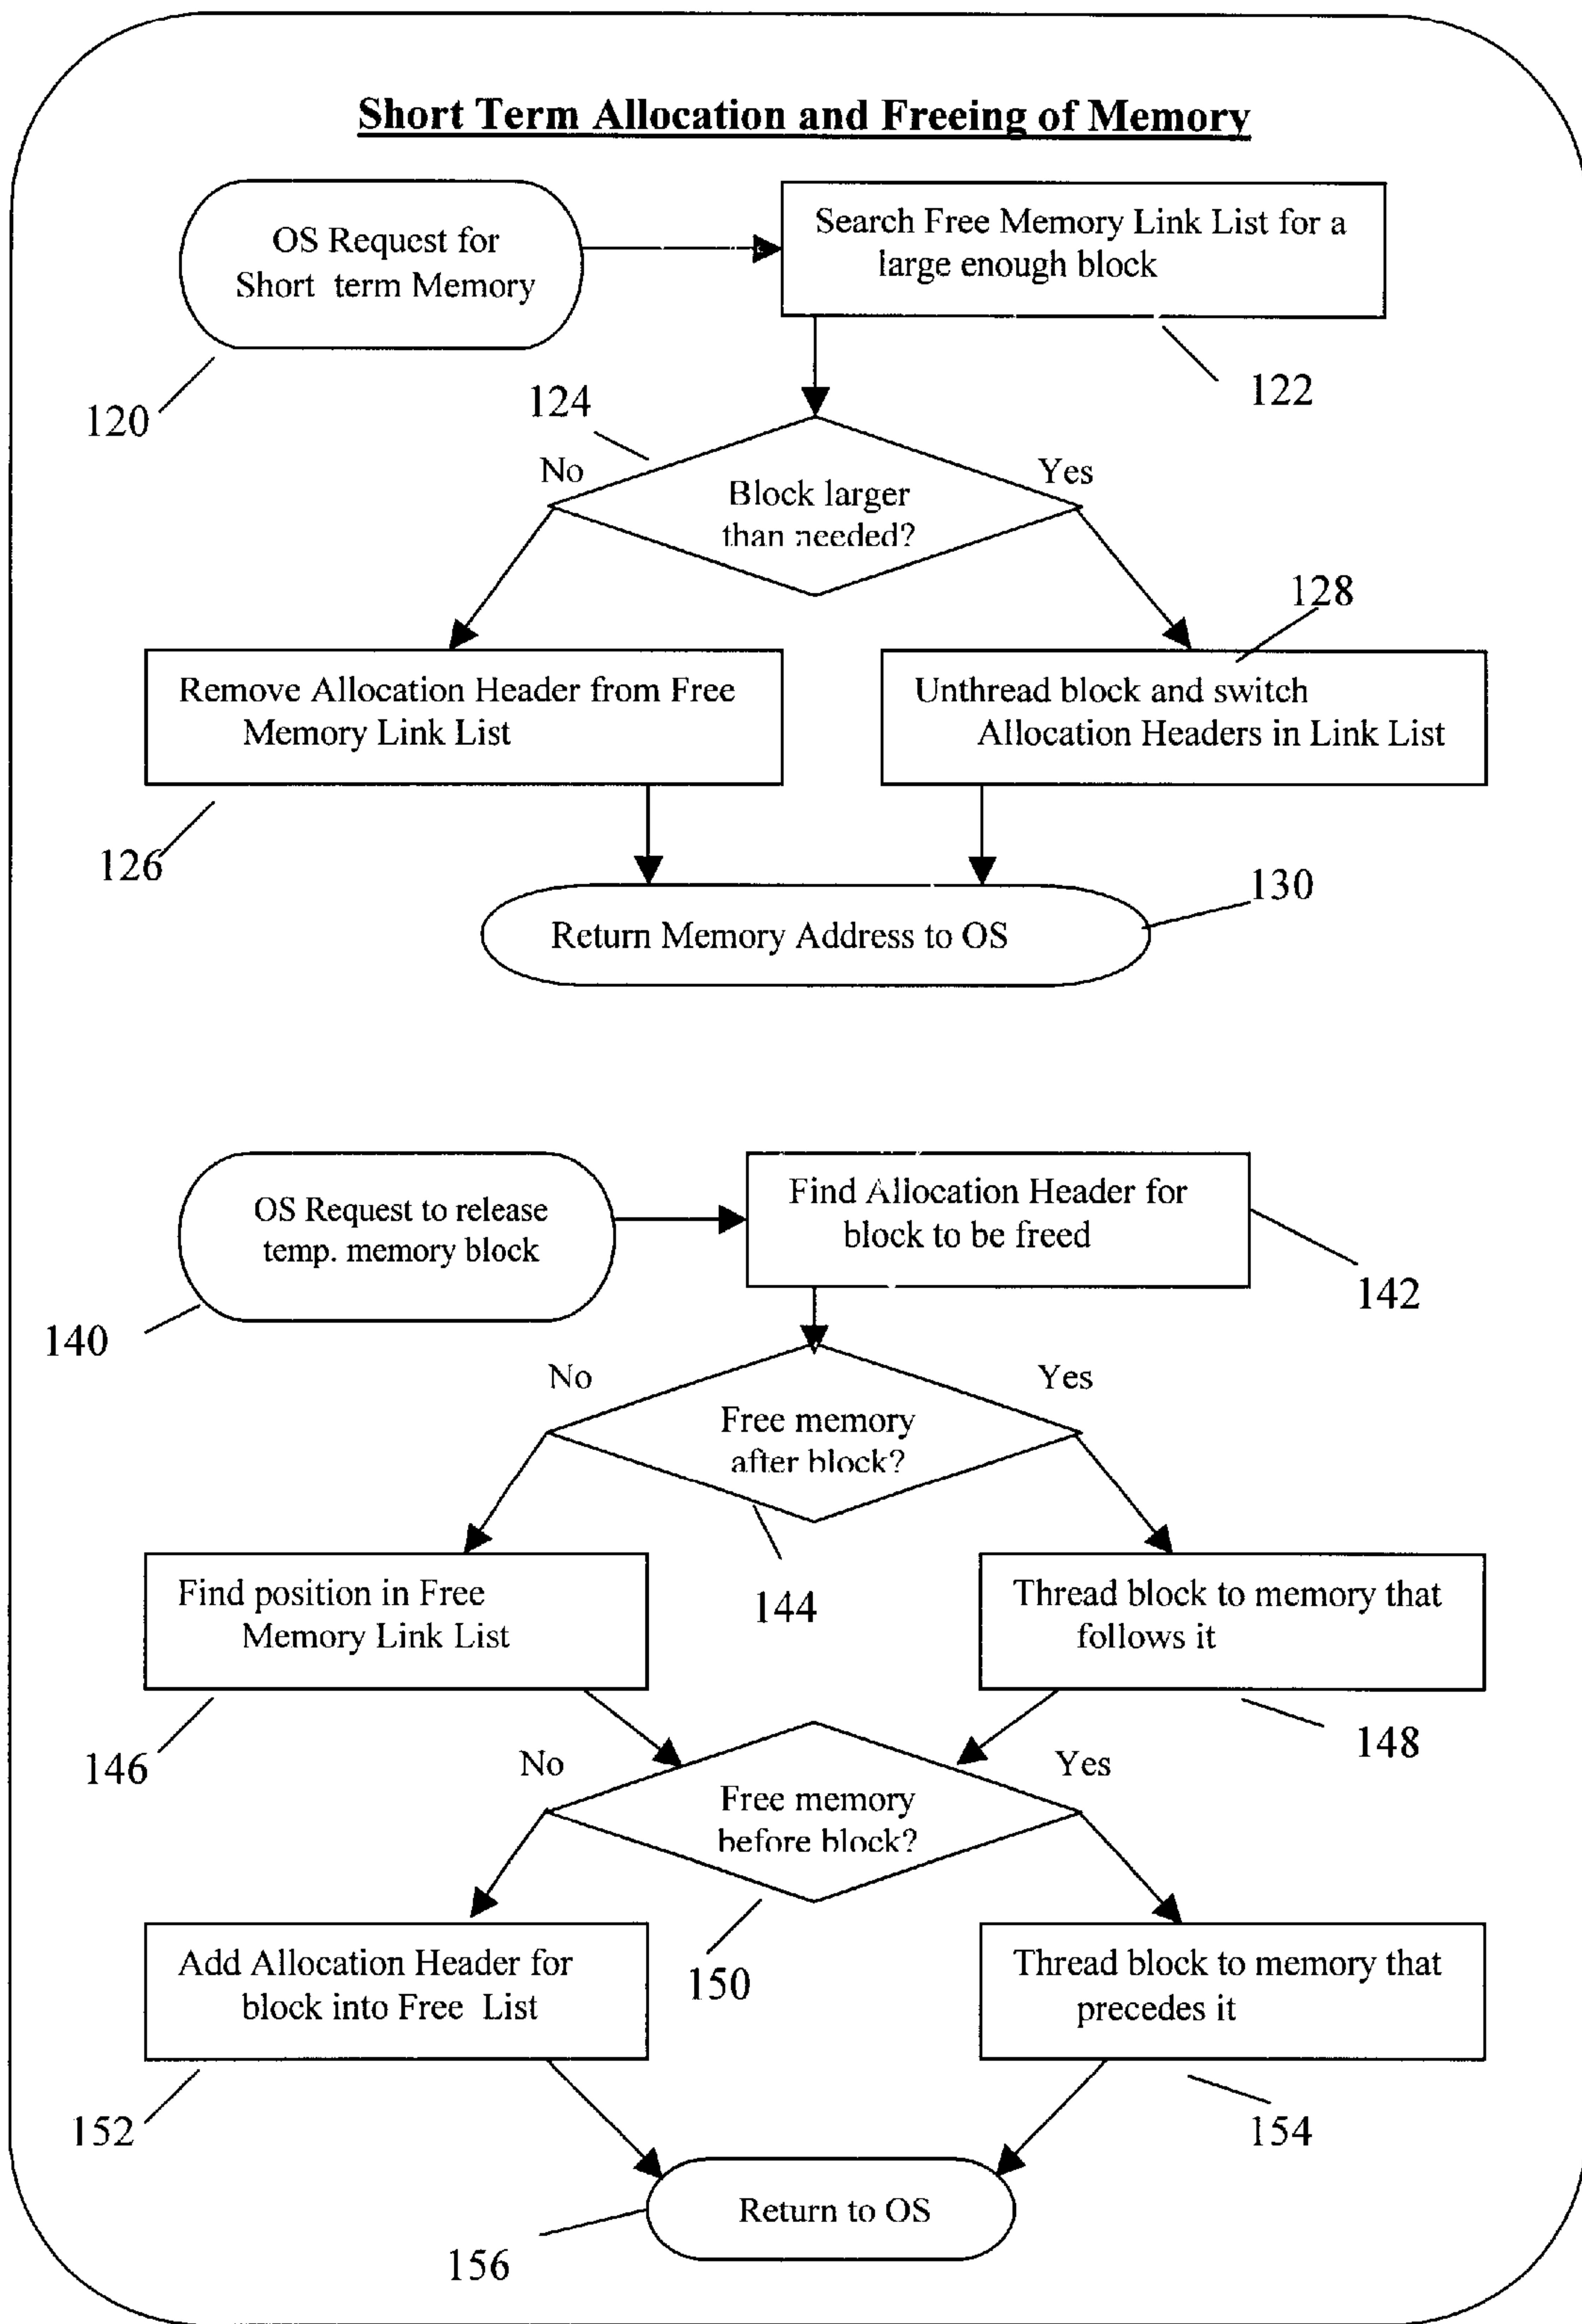 Short Term Allocation and Freeing of Memory
OS Request for
Short term Memory
Search Free Memory Link List for a
large enough block
120
122
124
No
Yes
Block larger
than needed?
128
Remove Allocation Header from Free
Memory Link List
Unthread block and switch
Allocation Headers in Link List
126
130
Return Memory Address to OS
OS Request to release
temp. memory block
Find Allocation Header for
block to be freed
140
142
No
Yes
Free memory
after block?
Find position in Free
Memory Link List
144
Thread block to memory that
follows it
146
148
No
Yes
Free memory
before block?
Add Allocation Header for
block into Free List
150
Thread block to memory that
precedes it
152
154
Return to OS
156